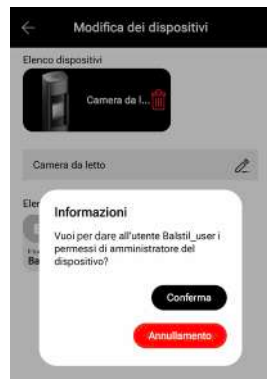 Modifica dei dispositivi
Elenco dispositivi
Camera da l...
Camera da letto
Informazioni
Vuoi per dare all'utente Balstil_user i
permessi di amministratore del
dispositivo?
Conferma
Annullamento